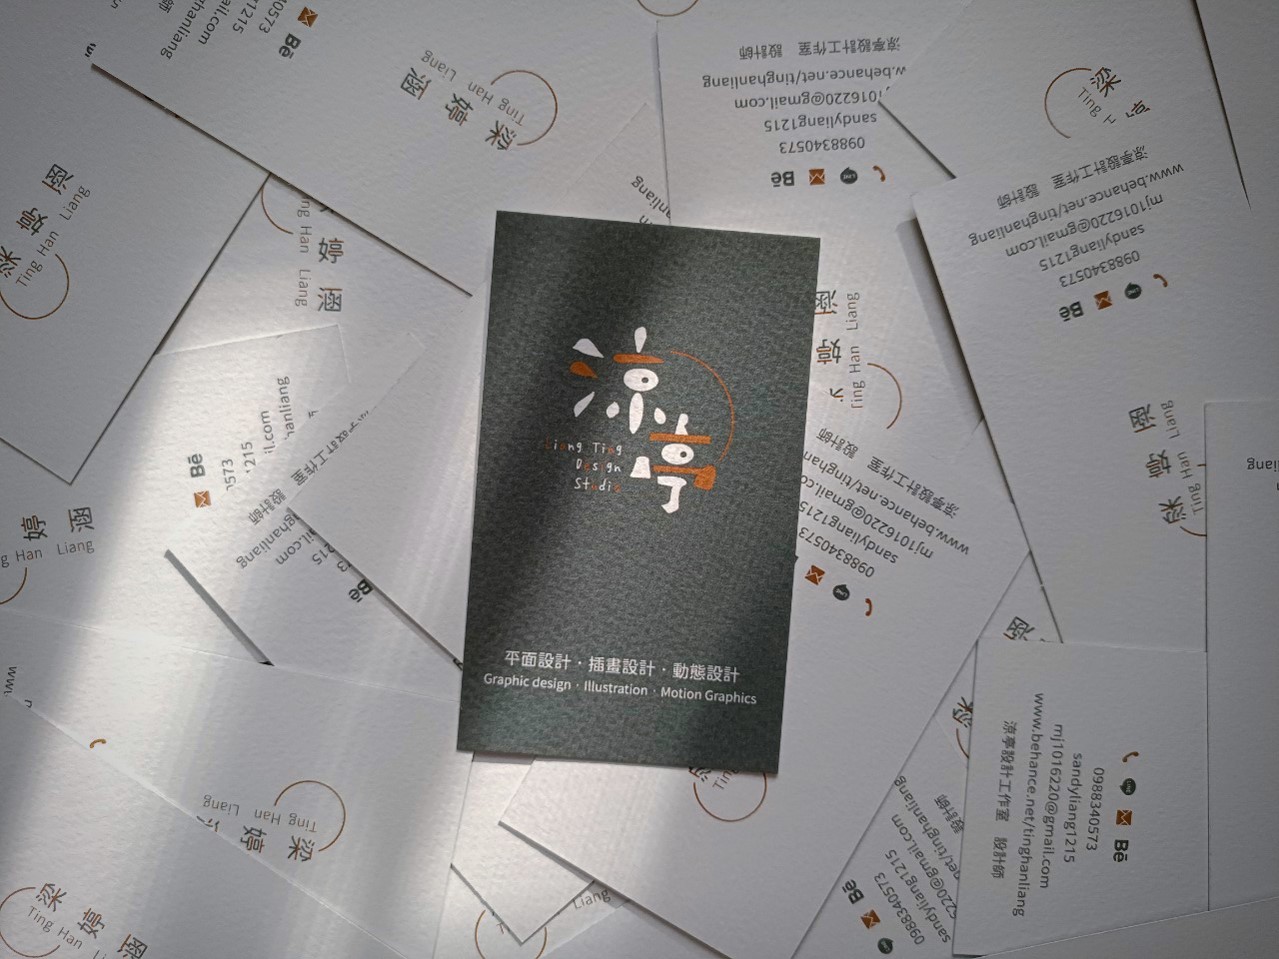 涼亭
Liang Ting
Design
Studio
平面設計·插畫設計·動態設計
Graphic design · Illustration · Motion Graphics
梁 婷 涵
Ting Han Liang
0988340573
sandyliang1215
mj1016220@gmail.com
www.behance.net/tinghanliang
涼亭設計工作室 設計師
Bē
LINE